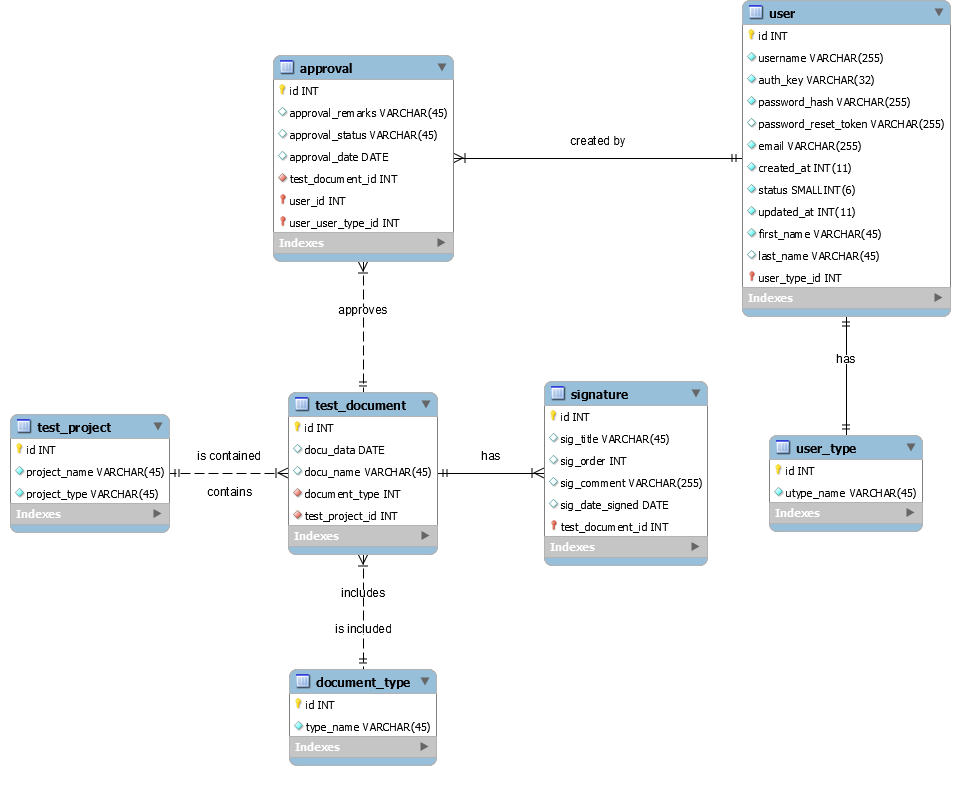 user
id INT
username VARCHAR(255)
auth_key VARCHAR(32)
password_hash VARCHAR(255)
password_reset_token VARCHAR(255)
email VARCHAR(255)
created_at INT(11)
status SMALLINT(6)
updated_at INT(11)
first_name VARCHAR(45)
last_name VARCHAR(45)
user_type_id INT
Indexes
approval
id INT
approval_remarks VARCHAR(45)
approval_status VARCHAR(45)
approval_date DATE
test_document_id INT
user_id INT
user_user_type_id INT
Indexes
created by
approves
has
test_project
id INT
project_name VARCHAR(45)
project_type VARCHAR(45)
Indexes
is contained
contains
test_document
id INT
docu_data DATE
docu_name VARCHAR(45)
document_type INT
test_project_id INT
Indexes
has
signature
id INT
sig_title VARCHAR(45)
sig_order INT
sig_comment VARCHAR(255)
sig_date_signed DATE
test_document_id INT
Indexes
user_type
id INT
utype_name VARCHAR(45)
Indexes
includes
is included
document_type
id INT
type_name VARCHAR(45)
Indexes